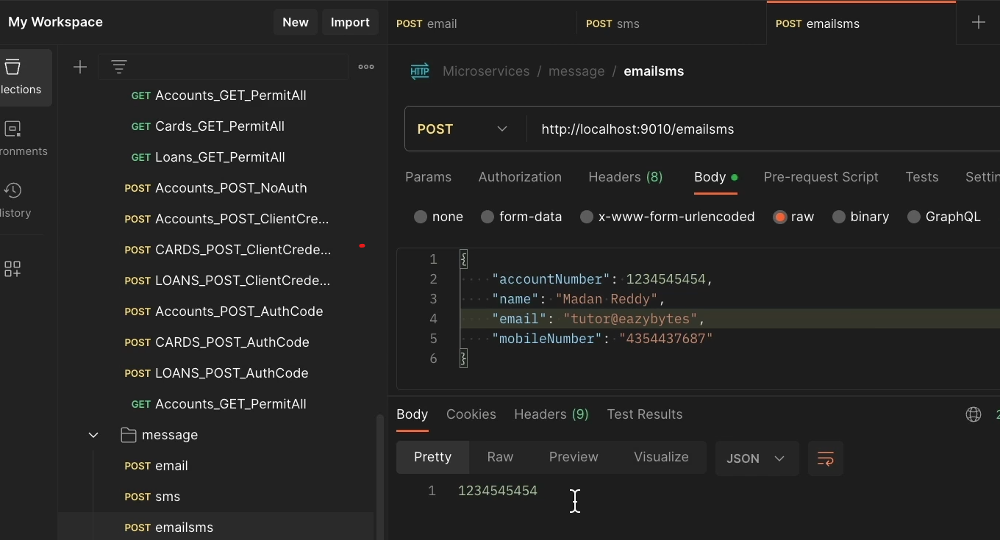 My Workspace
New
Import
POST email
POST sms
POST emailsms
lections
ronments
listory
GET Accounts_GET_PermitAll
GET Cards_GET_PermitAll
GET Loans_GET_PermitAll
POST Accounts_POST_NoAuth
POST Accounts_POST_ClientCre...
POST CARDS_POST_ClientCrede...
POST LOANS_POST_ClientCrede...
POST Accounts_POST_AuthCode
POST CARDS_POST_AuthCode
POST LOANS_POST_AuthCode
GET Accounts_GET_PermitAll
message
POST email
POST sms
POST emailsms
HTTP Microservices / message / emailsms
POST http://localhost:9010/emailsms
Params Authorization Headers (8) Body Pre-request Script Tests Settin
none form-data x-www-form-urlencoded raw binary GraphQL
1 {
2 "accountNumber": 1234545454,
3 "name": "Madan Reddy",
4 "email": "tutor@eazybytes",
5 "mobileNumber": "4354437687"
6 }
Body Cookies Headers (9) Test Results 2
Pretty Raw Preview Visualize JSON
1 1234545454